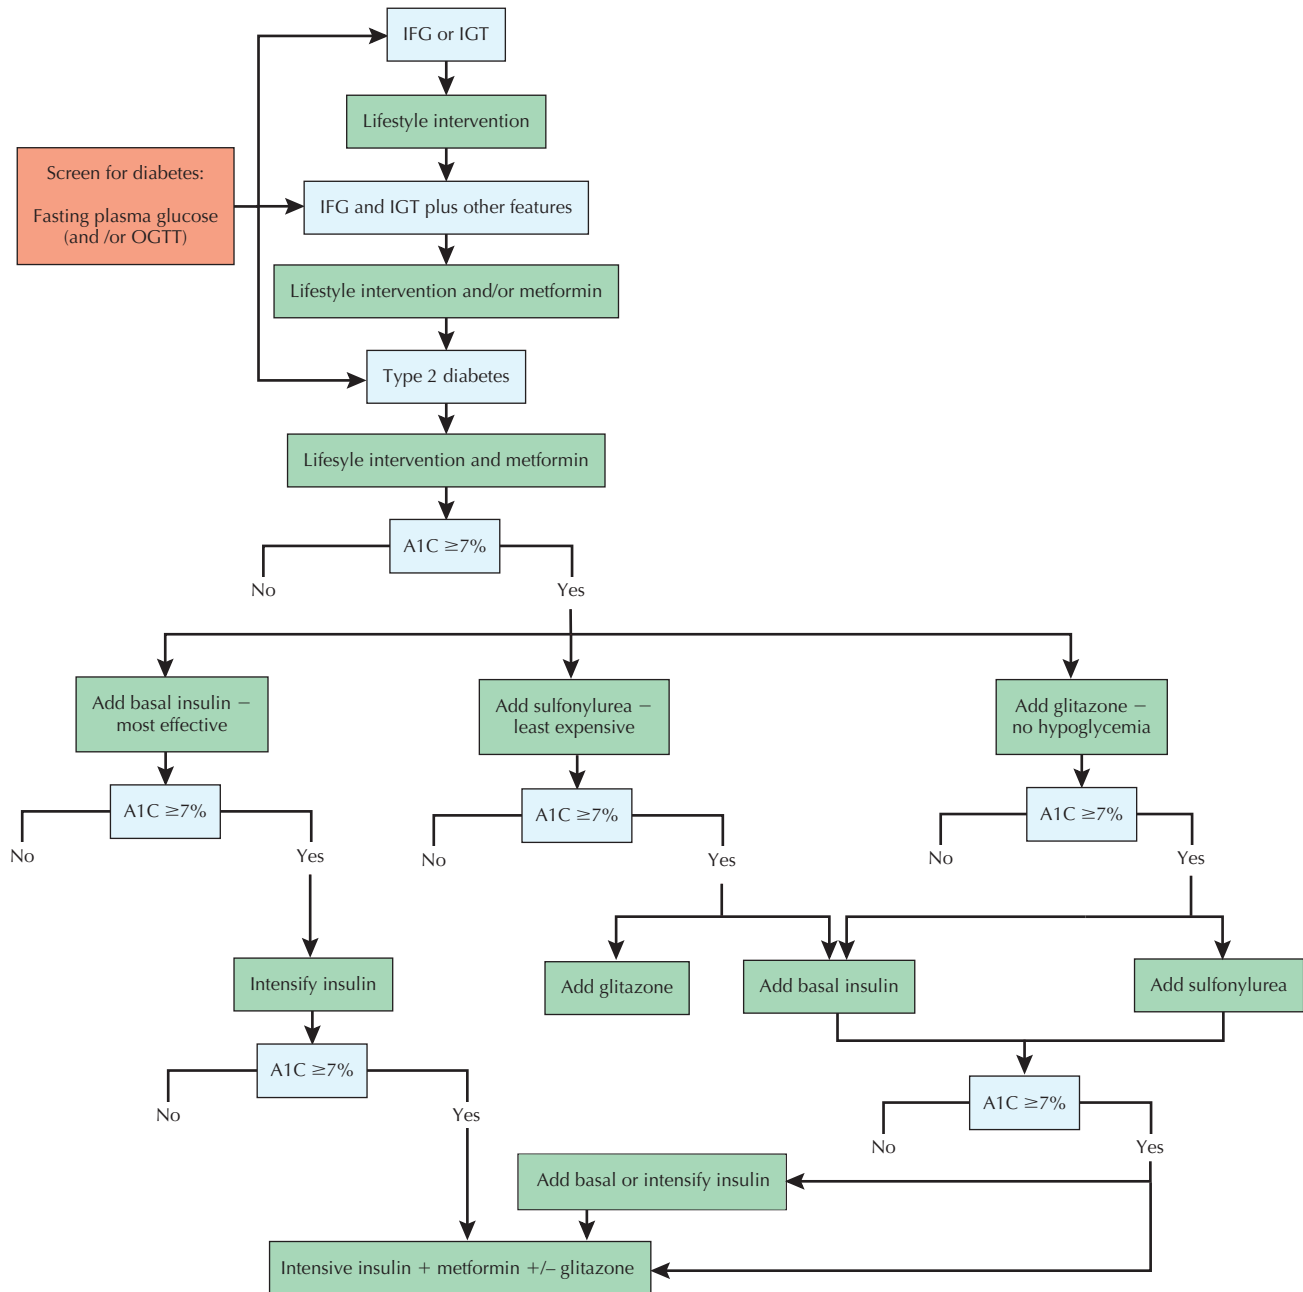 IFG or IGT
Lifestyle intervention
Screen for diabetes:
Fasting plasma glucose
(and /or OGTT)
IFG and IGT plus other features
Lifestyle intervention and/or metformin
Type 2 diabetes
Lifesyle intervention and metformin
A1C ≥7%
No
Yes
Add basal insulin −
most effective
Add sulfonylurea −
least expensive
Add glitazone −
no hypoglycemia
A1C ≥7%
A1C ≥7%
A1C ≥7%
No
Yes
No
Yes
No
Yes
Intensify insulin
Add glitazone
Add basal insulin
Add sulfonylurea
A1C ≥7%
A1C ≥7%
No
Yes
No
Yes
Add basal or intensify insulin
Intensive insulin + metformin +/– glitazone